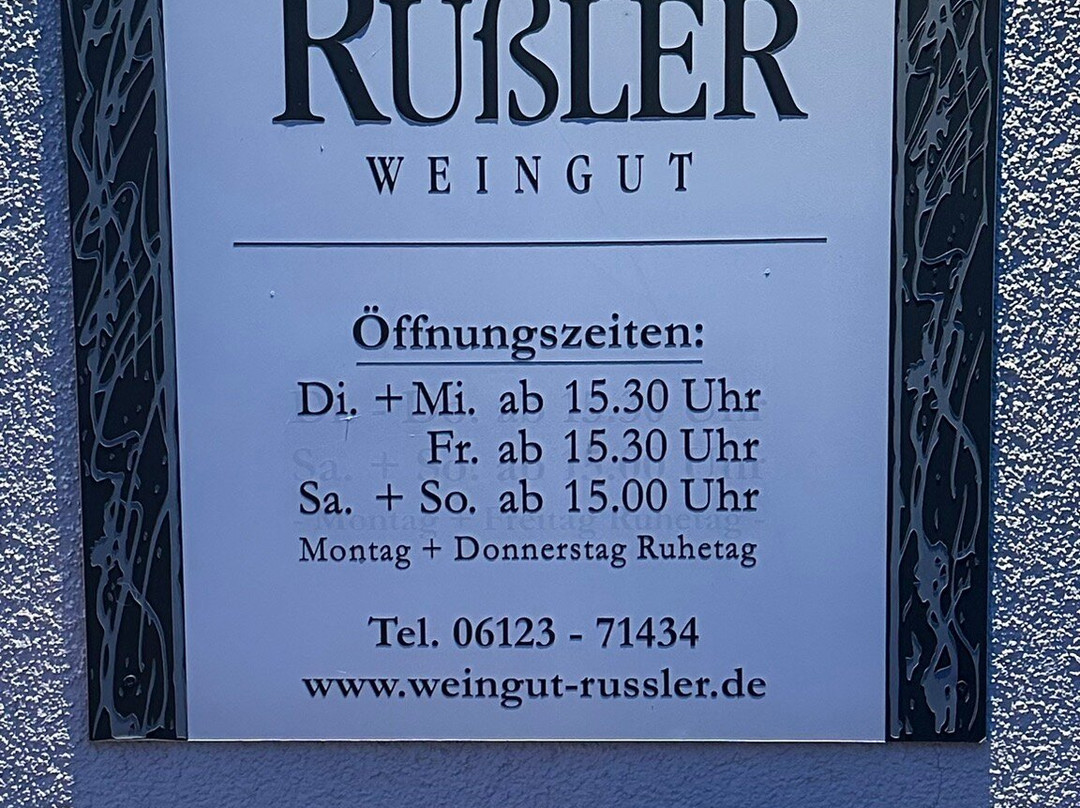 RUßLER
WEINGUT
Öffnungszeiten:
Di. + Mi. ab 15.30 Uhr
Fr. ab 15.30 Uhr
Sa. + So. ab 15.00 Uhr
Montag + Donnerstag Ruhetag
Tel. 06123 - 71434
www.weingut-russler.de